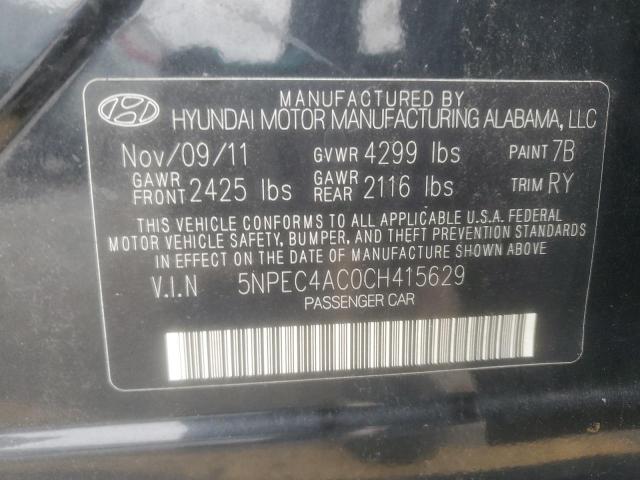 MANUFACTURED BY
HYUNDAI MOTOR MANUFACTURING ALABAMA, LLC
Nov/09/11 GVWR 4299 lbs PAINT 7B
GAWR FRONT 2425 lbs GAWR REAR 2116 lbs TRIM RY
THIS VEHICLE CONFORMS TO ALL APPLICABLE U.S.A. FEDERAL
MOTOR VEHICLE SAFETY, BUMPER, AND THEFT PREVENTION STANDARDS
IN EFFECT ON THE DATE OF MANUFACTURE SHOWN ABOVE
V.I.N 5NPEC4AC0CH415629
PASSENGER CAR